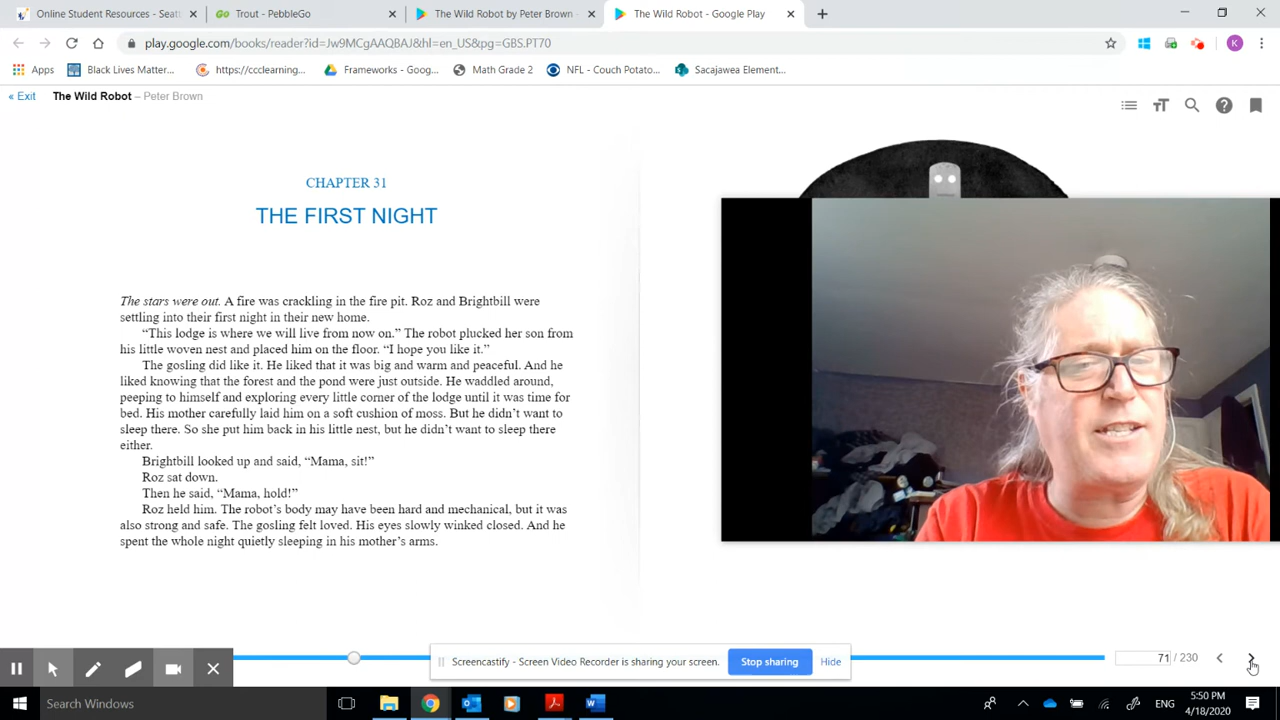 Online Student Resources - Seatt
Trout - PebbleGo
The Wild Robot by Peter Brown -
The Wild Robot - Google Play
play.google.com/books/reader?id=Jw9MCgAAQBAJ&hl=en_US&pg=GBS.PT70
K
Apps
Black Lives Matter...
https://ccclearning...
Frameworks - Goog...
Math Grade 2
NFL - Couch Potato...
Sacajawea Element...
« Exit
The Wild Robot – Peter Brown
CHAPTER 31
THE FIRST NIGHT
The stars were out. A fire was crackling in the fire pit. Roz and Brightbill were
settling into their first night in their new home.
“This lodge is where we will live from now on.” The robot plucked her son from
his little woven nest and placed him on the floor. “I hope you like it.”
The gosling did like it. He liked that it was big and warm and peaceful. And he
liked knowing that the forest and the pond were just outside. He waddled around,
peeping to himself and exploring every little corner of the lodge until it was time for
bed. His mother carefully laid him on a soft cushion of moss. But he didn’t want to
sleep there. So she put him back in his little nest, but he didn’t want to sleep there
either.
Brightbill looked up and said, “Mama, sit!”
Roz sat down.
Then he said, “Mama, hold!”
Roz held him. The robot’s body may have been hard and mechanical, but it was
also strong and safe. The gosling felt loved. His eyes slowly winked closed. And he
spent the whole night quietly sleeping in his mother’s arms.
Screencastify - Screen Video Recorder is sharing your screen.
Stop sharing
Hide
71 / 230
Search Windows
ENG
5:50 PM
4/18/2020